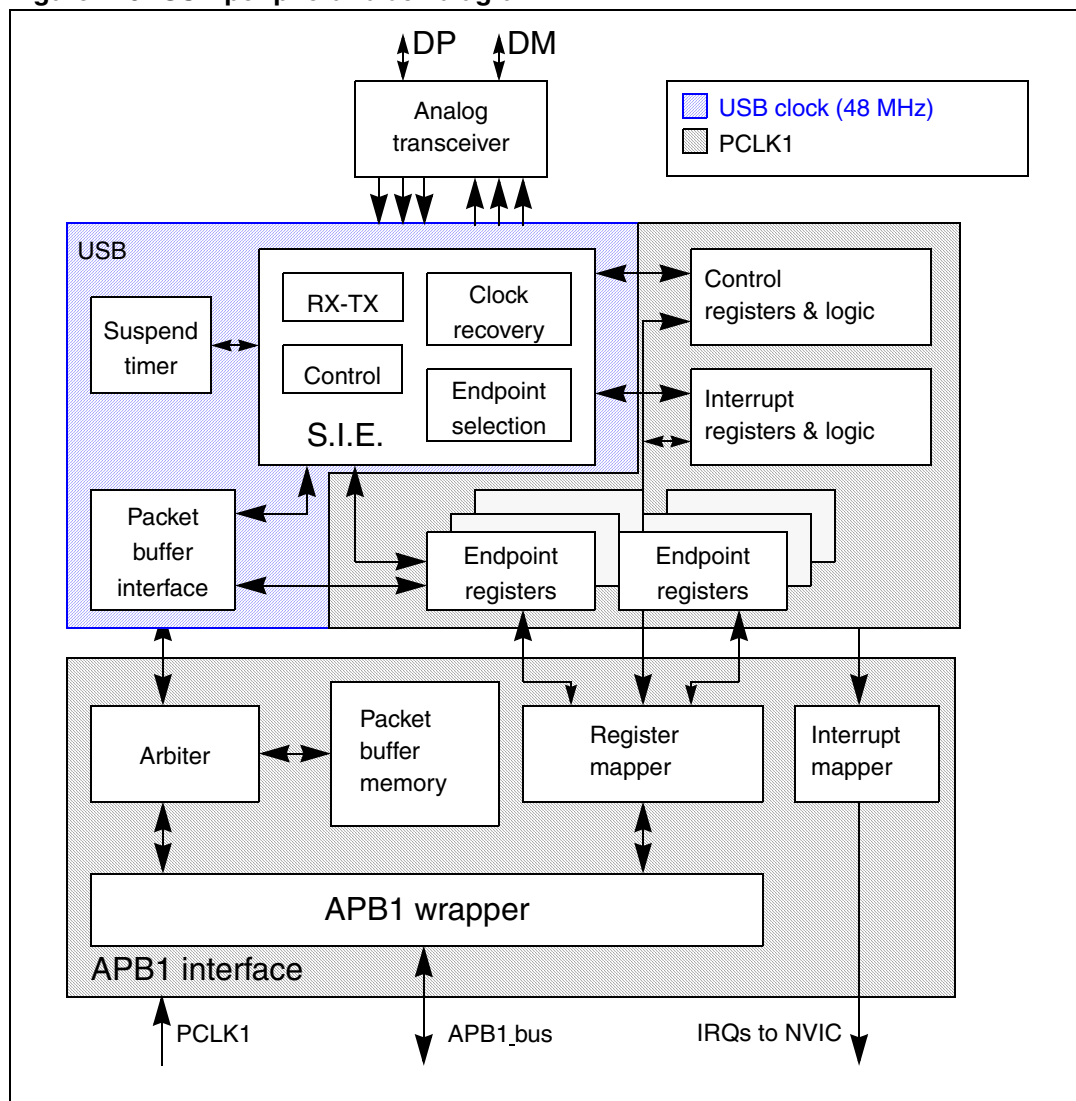 DP DM
Analog
transceiver
USB clock (48 MHz)
PCLK1
USB
RX-TX
Clock
recovery
Control
registers & logic
Suspend
timer
Control
Endpoint
selection
S.I.E.
Interrupt
registers & logic
Packet
buffer
interface
Endpoint
registers
Endpoint
registers
Arbiter
Packet
buffer
memory
Register
mapper
Interrupt
mapper
APB1 wrapper
APB1 interface
PCLK1
APB1_bus
IRQs to NVIC